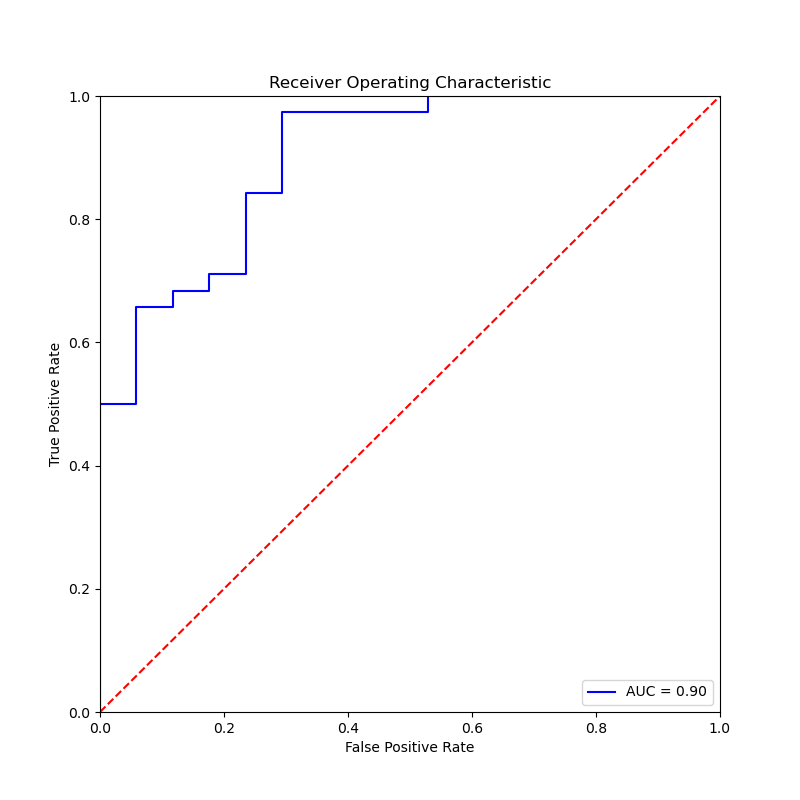 Receiver Operating Characteristic
1.0
0.8
0.6
0.4
0.2
0.0
True Positive Rate
AUC = 0.90
0.0 0.2 0.4 0.6 0.8 1.0
False Positive Rate